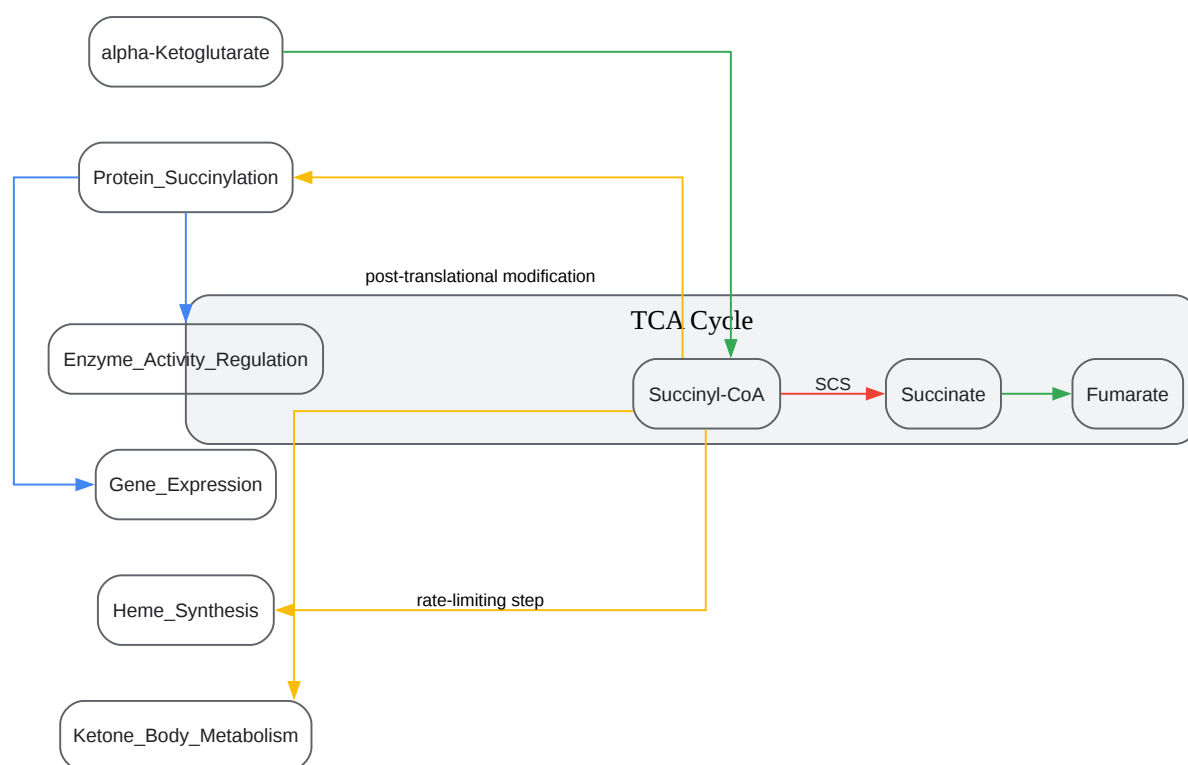 alpha-Ketoglutarate
Protein_Succinylation
post-translational modification
TCA Cycle
Enzyme_Activity_Regulation
Succinyl-CoA
SCS
Succinate
Fumarate
Gene_Expression
Heme_Synthesis
rate-limiting step
Ketone_Body_Metabolism